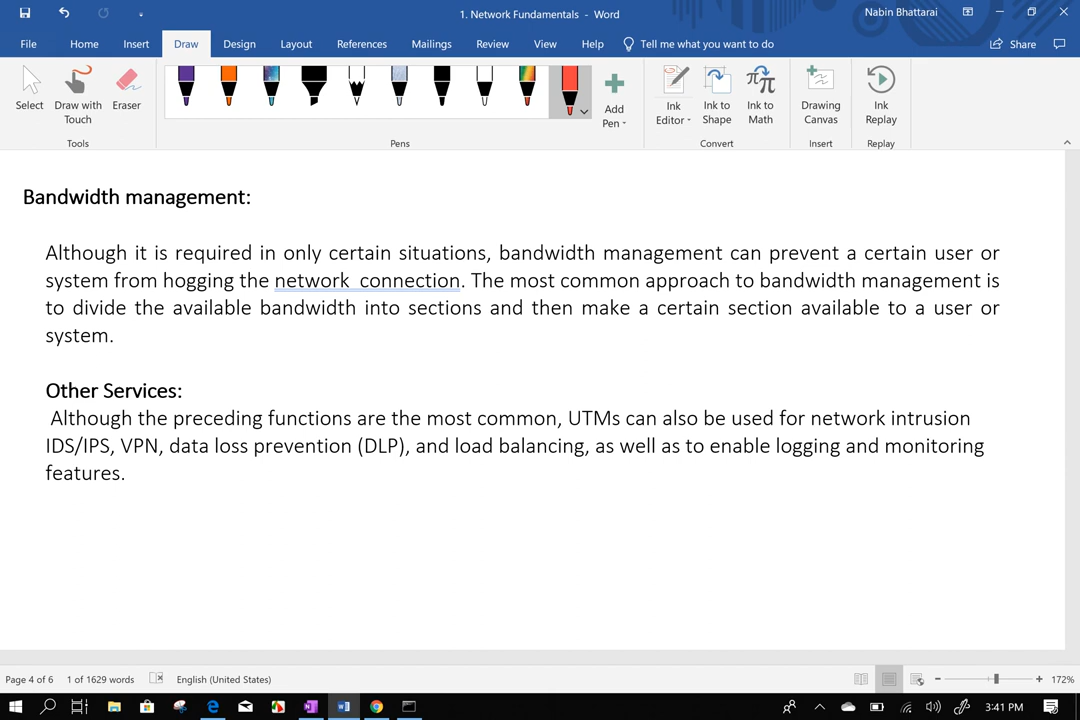 1. Network Fundamentals - Word
Nabin Bhattarai
File Home Insert Draw Design Layout References Mailings Review View Help Tell me what you want to do Share
Select
Draw with Touch
Eraser
Add Pen
Ink Editor
Ink to Shape
Ink to Math
Drawing Canvas
Ink Replay
Tools Pens Convert Insert Replay
Bandwidth management:
Although it is required in only certain situations, bandwidth management can prevent a certain user or
system from hogging the network connection. The most common approach to bandwidth management is
to divide the available bandwidth into sections and then make a certain section available to a user or
system.
Other Services:
Although the preceding functions are the most common, UTMs can also be used for network intrusion
IDS/IPS, VPN, data loss prevention (DLP), and load balancing, as well as to enable logging and monitoring
features.
Page 4 of 6 1 of 1629 words English (United States) 172%
3:41 PM